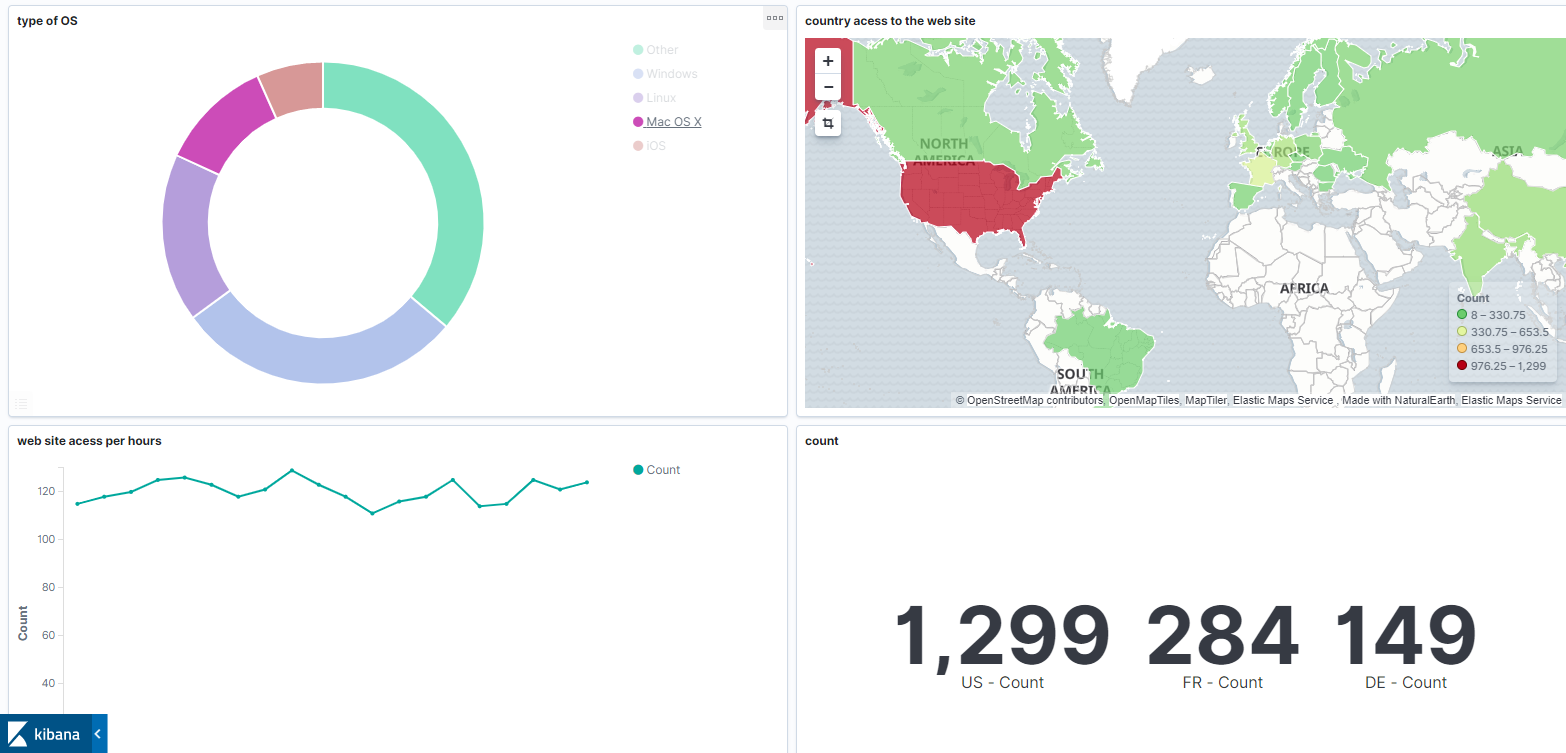 type of OS
Other
Windows
Linux
Mac OS X
iOS
country acess to the web site
+
−
NORTH
AMERICA
EUROPE
ASIA
AFRICA
SOUTH
AMERICA
Count
8 – 330.75
330.75 – 653.5
653.5 – 976.25
976.25 – 1,299
© OpenStreetMap contributors, OpenMapTiles, MapTiler, Elastic Maps Service , Made with NaturalEarth, Elastic Maps Service
web site acess per hours
Count
120
100
80
60
40
Count
kibana
count
1,299 284 149
US - Count FR - Count DE - Count